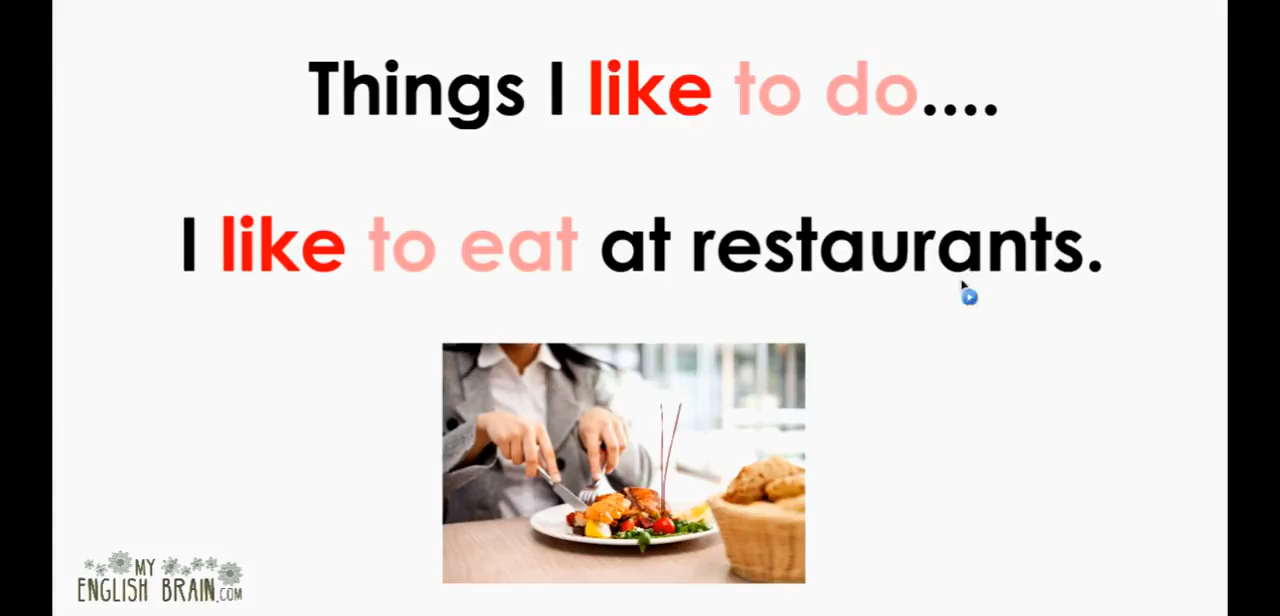 Things I like to do....
I like to eat at restaurants.
MY
ENGLISH BRAIN.COM